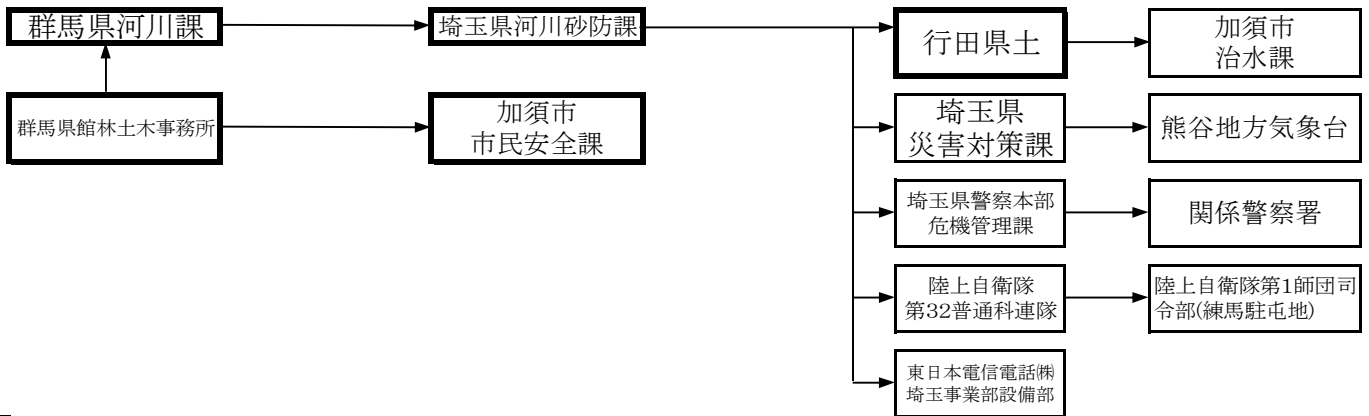 群馬県河川課
埼玉県河川砂防課
行田県土
加須市
治水課
群馬県館林土木事務所
加須市
市民安全課
埼玉県
災害対策課
熊谷地方気象台
埼玉県警察本部
危機管理課
関係警察署
陸上自衛隊
第32普通科連隊
陸上自衛隊第1師団司
令部(練馬駐屯地)
東日本電信電話㈱
埼玉事業部設備部